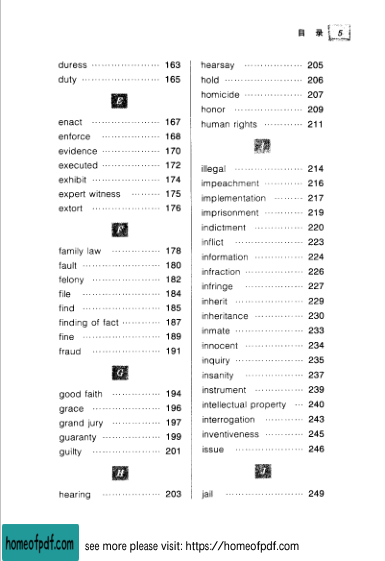 目 录 5
duress ………………… 163
duty ………………… 165
E
enact ………………… 167
enforce ………………… 168
evidence ………………… 170
executed ………………… 172
exhibit ………………… 174
expert witness ………… 175
extort ………………… 176
F
family law ……………… 178
fault ………………… 180
felony ………………… 182
file ………………… 184
find ………………… 185
finding of fact ………… 187
fine ………………… 189
fraud ………………… 191
G
good faith ……………… 194
grace ………………… 196
grand jury ……………… 197
guaranty ……………… 199
guilty ………………… 201
H
hearing ……………… 203
hearsay ……………… 205
hold ………………… 206
homicide ……………… 207
honor ………………… 209
human rights ………… 211
illegal ………………… 214
impeachment ………… 216
implementation ……… 217
imprisonment ………… 219
indictment …………… 220
inflict ………………… 223
information …………… 224
infraction ……………… 226
infringe ……………… 227
inherit ………………… 229
inheritance …………… 230
inmate ………………… 233
innocent ……………… 234
inquiry ………………… 235
insanity ……………… 237
instrument …………… 239
intellectual property … 240
interrogation ………… 243
inventiveness ………… 245
issue ………………… 246
J
jail …………………… 249
homeofpdf.com
see more please visit: https://homeofpdf.com